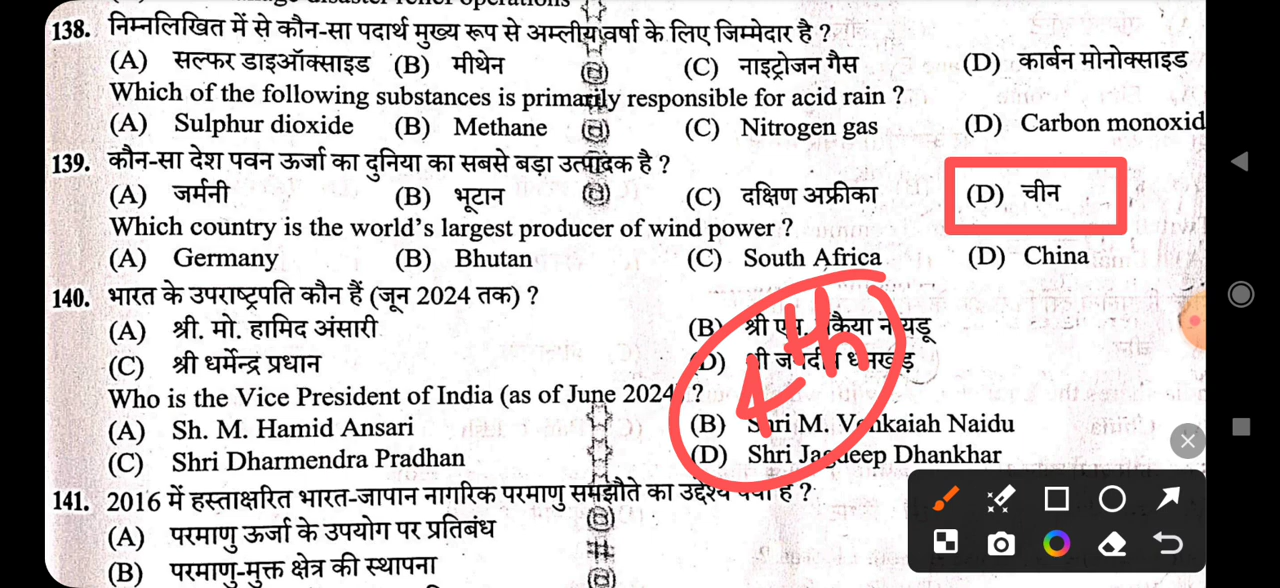 138. निम्नलिखित में से कौन-सा पदार्थ मुख्य रूप से अम्लीय वर्षा के लिए जिम्मेदार है ?
(A) सल्फर डाइऑक्साइड (B) मीथेन (C) नाइट्रोजन गैस (D) कार्बन मोनोक्साइड
Which of the following substances is primarily responsible for acid rain ?
(A) Sulphur dioxide (B) Methane (C) Nitrogen gas (D) Carbon monoxid
139. कौन-सा देश पवन ऊर्जा का दुनिया का सबसे बड़ा उत्पादक है ?
(A) जर्मनी (B) भूटान (C) दक्षिण अफ्रीका (D) चीन
Which country is the world's largest producer of wind power ?
(A) Germany (B) Bhutan (C) South Africa (D) China
140. भारत के उपराष्ट्रपति कौन हैं (जून 2024 तक) ?
(A) श्री. मो. हामिद अंसारी (B) श्री एम. वेंकैया नायडू
(C) श्री धर्मेन्द्र प्रधान (D) श्री जगदीप धनखड़
4th
Who is the Vice President of India (as of June 2024) ?
(A) Sh. M. Hamid Ansari (B) Shri M. Venkaiah Naidu
(C) Shri Dharmendra Pradhan (D) Shri Jagdeep Dhankhar
141. 2016 में हस्ताक्षरित भारत-जापान नागरिक परमाणु समझौते का उद्देश्य क्या है ?
(A) परमाणु ऊर्जा के उपयोग पर प्रतिबंध
(B) परमाणु-मुक्त क्षेत्र की स्थापना